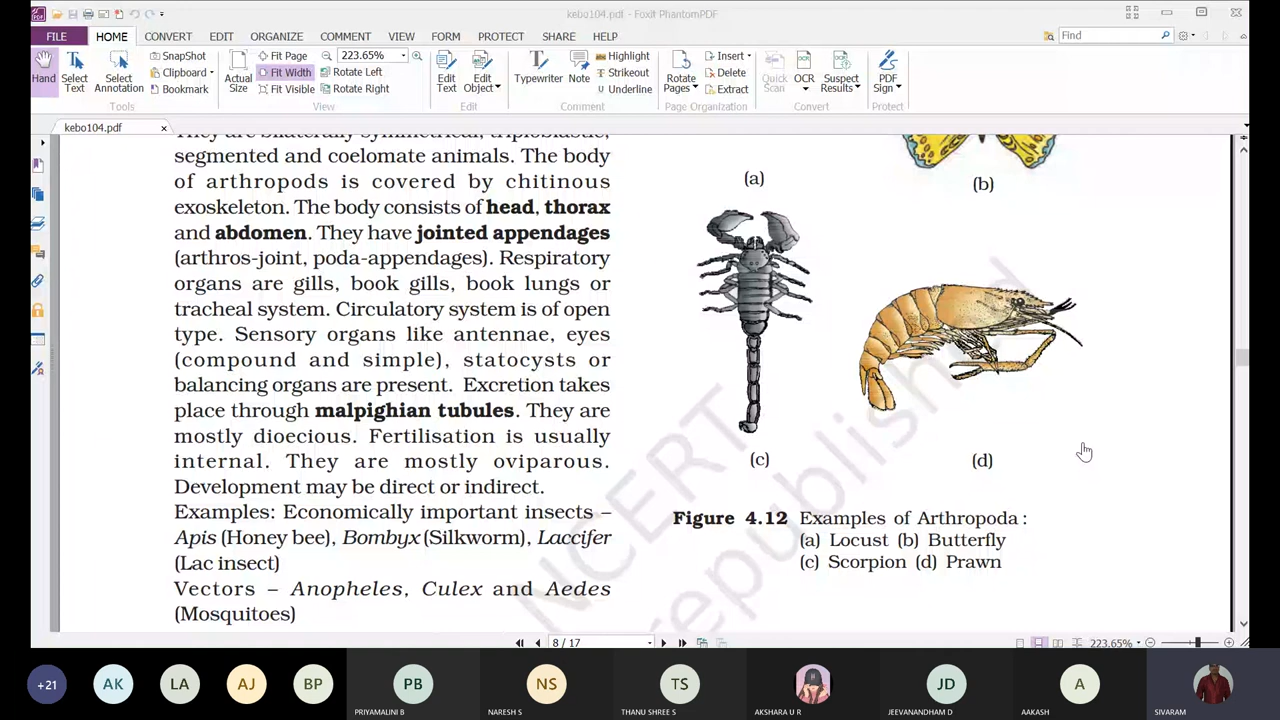 kebo104.pdf - Foxit PhantomPDF
FILE HOME CONVERT EDIT ORGANIZE COMMENT VIEW FORM PROTECT SHARE HELP
Find
Hand
Select Text
Select Annotation
SnapShot
Clipboard
Bookmark
Tools
Actual Size
Fit Page
Fit Width
Fit Visible
223.65%
Rotate Left
Rotate Right
View
Edit Text
Edit Object
Edit
Typewriter
Note
Highlight
Strikeout
Underline
Comment
Rotate Pages
Insert
Delete
Extract
Page Organization
Quick Scan
OCR
Suspect Results
Convert
PDF Sign
Protect
kebo104.pdf
They are bilaterally symmetrical, triploblastic,
segmented and coelomate animals. The body
of arthropods is covered by chitinous
exoskeleton. The body consists of head, thorax
and abdomen. They have jointed appendages
(arthros-joint, poda-appendages). Respiratory
organs are gills, book gills, book lungs or
tracheal system. Circulatory system is of open
type. Sensory organs like antennae, eyes
(compound and simple), statocysts or
balancing organs are present. Excretion takes
place through malpighian tubules. They are
mostly dioecious. Fertilisation is usually
internal. They are mostly oviparous.
Development may be direct or indirect.
Examples: Economically important insects –
Apis (Honey bee), Bombyx (Silkworm), Laccifer
(Lac insect)
Vectors – Anopheles, Culex and Aedes
(Mosquitoes)
(a)
(b)
(c)
(d)
Figure 4.12 Examples of Arthropoda :
(a) Locust (b) Butterfly
(c) Scorpion (d) Prawn
NCERT
republished
8 / 17
223.65%
+21
AK
LA
AJ
BP
PB
PRIYAMALINI B
NS
NARESH S
TS
THANU SHREE S
AKSHARA U R
JD
JEEVANANDHAM D
A
AAKASH
SIVARAM